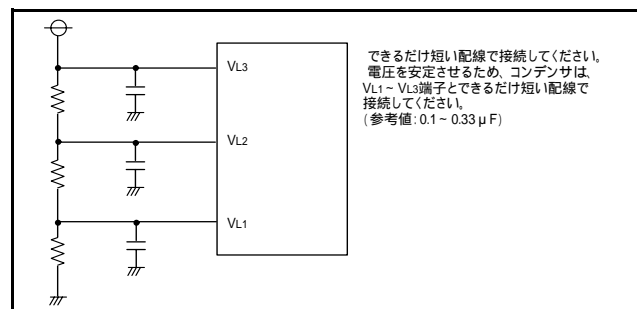 VL3
できるだけ短い配線で接続してください。
電圧を安定させるため、コンデンサは、
VL1~VL3端子とできるだけ短い配線で
接続してください。
(参考値:0.1~0.33μF)
VL2
VL1